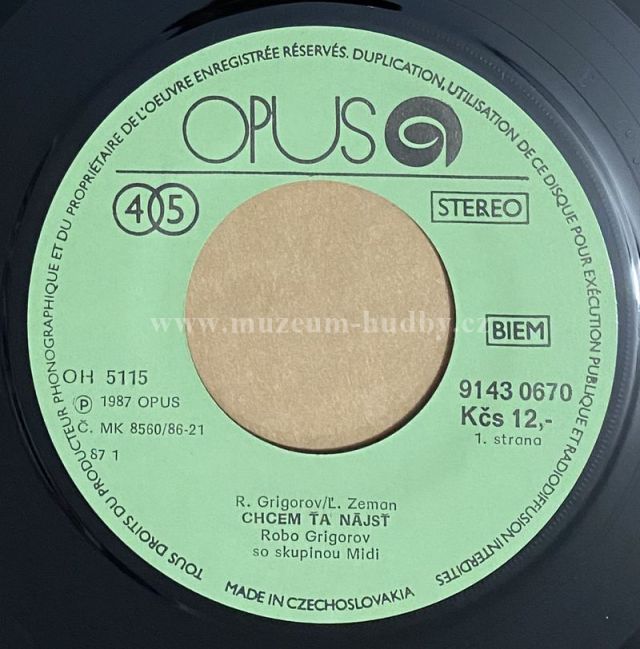 TOUS DROITS DU PRODUCTEUR PHONOGRAPHIQUE ET DU PROPRIÉTAIRE DE L'OEUVRE ENREGISTRÉE RÉSERVÉS. DUPLICATION, UTILISATION DE CE DISQUE POUR EXÉCUTION PUBLIQUE ET RADIODIFFUSION INTERDITES
OPUS
45
STEREO
www.muzeum-hudby.cz
BIEM
OH 5115
Ⓟ 1987 OPUS
Č. MK 8560/86-21
87 1
9143 0670
Kčs 12,-
1. strana
R. Grigorov/Ľ. Zeman
CHCEM ŤA NÁJSŤ
Robo Grigorov
so skupinou Midi
MADE IN CZECHOSLOVAKIA